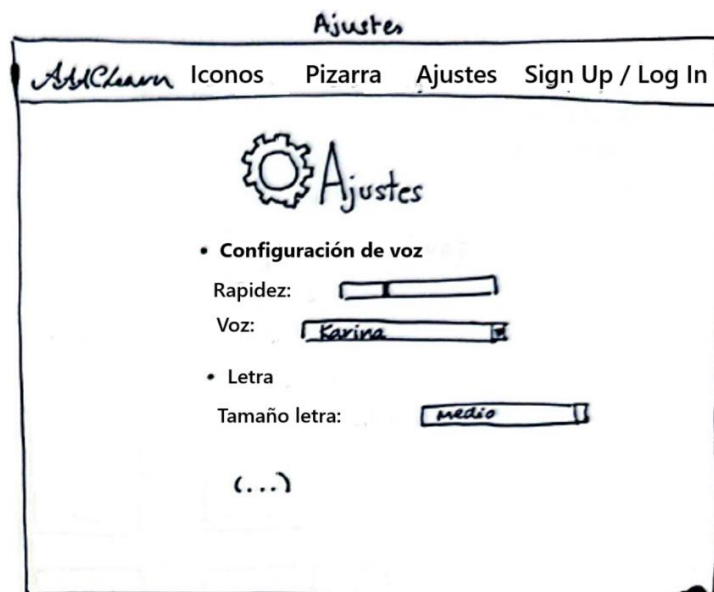 Ajustes
Iconos Pizarra Ajustes Sign Up / Log In
Ajustes
• Configuración de voz
Rapidez:
Voz: Karina
• Letra
Tamaño letra: medio
(...)